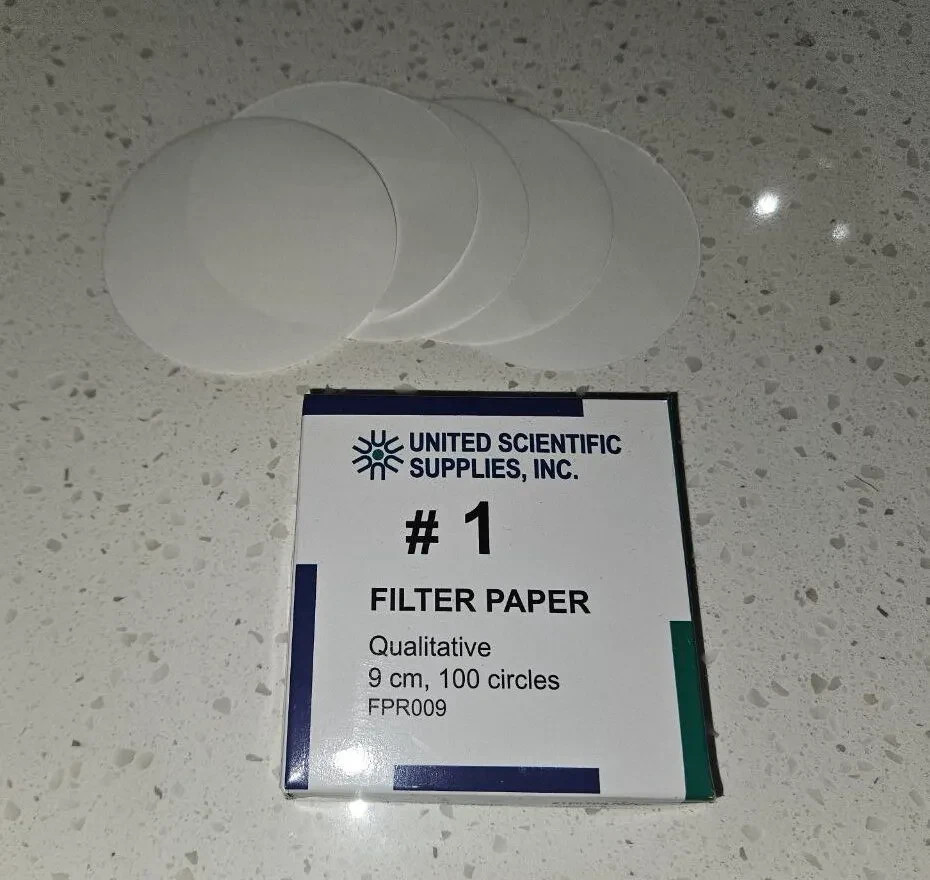 UNITED SCIENTIFIC
SUPPLIES, INC.
# 1
FILTER PAPER
Qualitative
9 cm, 100 circles
FPR009